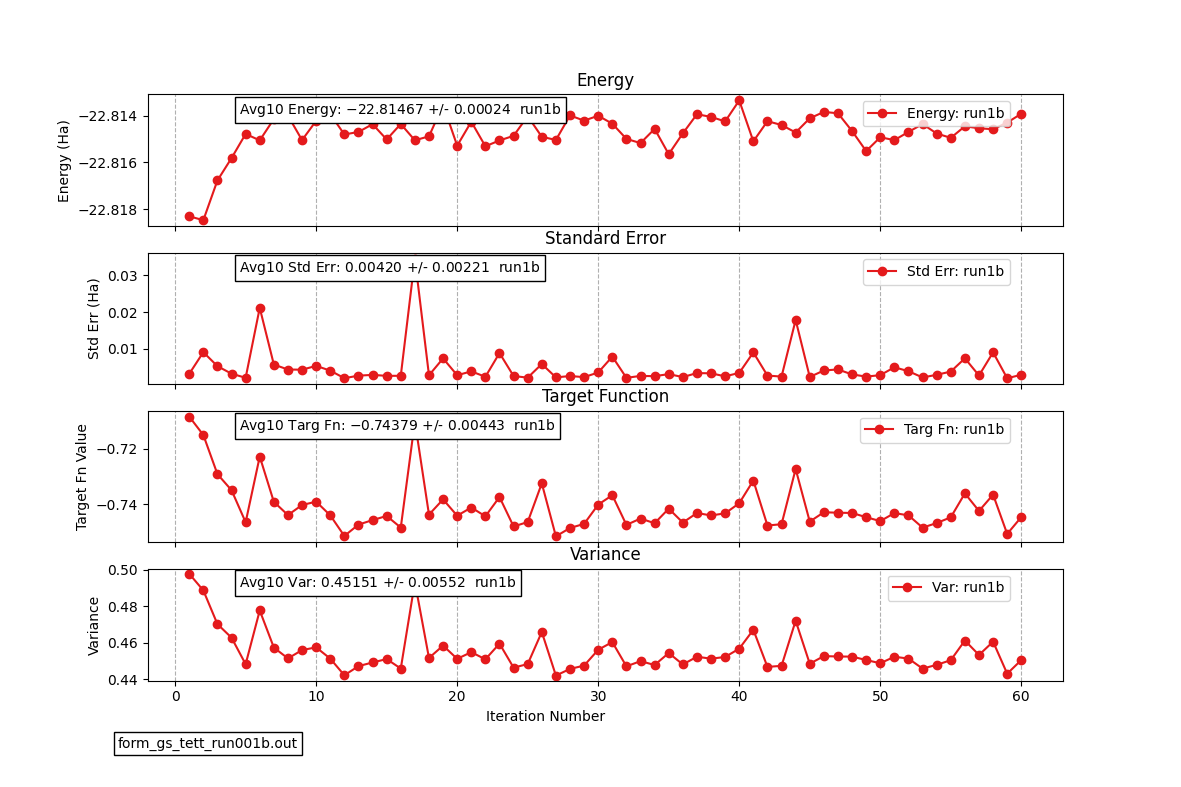 Energy
Energy (Ha)
−22.814
−22.816
−22.818
Avg10 Energy: −22.81467 +/- 0.00024 run1b
Energy: run1b
Standard Error
Std Err (Ha)
0.03
0.02
0.01
Avg10 Std Err: 0.00420 +/- 0.00221 run1b
Std Err: run1b
Target Function
Target Fn Value
−0.72
−0.74
Avg10 Targ Fn: −0.74379 +/- 0.00443 run1b
Targ Fn: run1b
Variance
Variance
0.50
0.48
0.46
0.44
Avg10 Var: 0.45151 +/- 0.00552 run1b
Var: run1b
0 10 20 30 40 50 60
Iteration Number
form_gs_tett_run001b.out